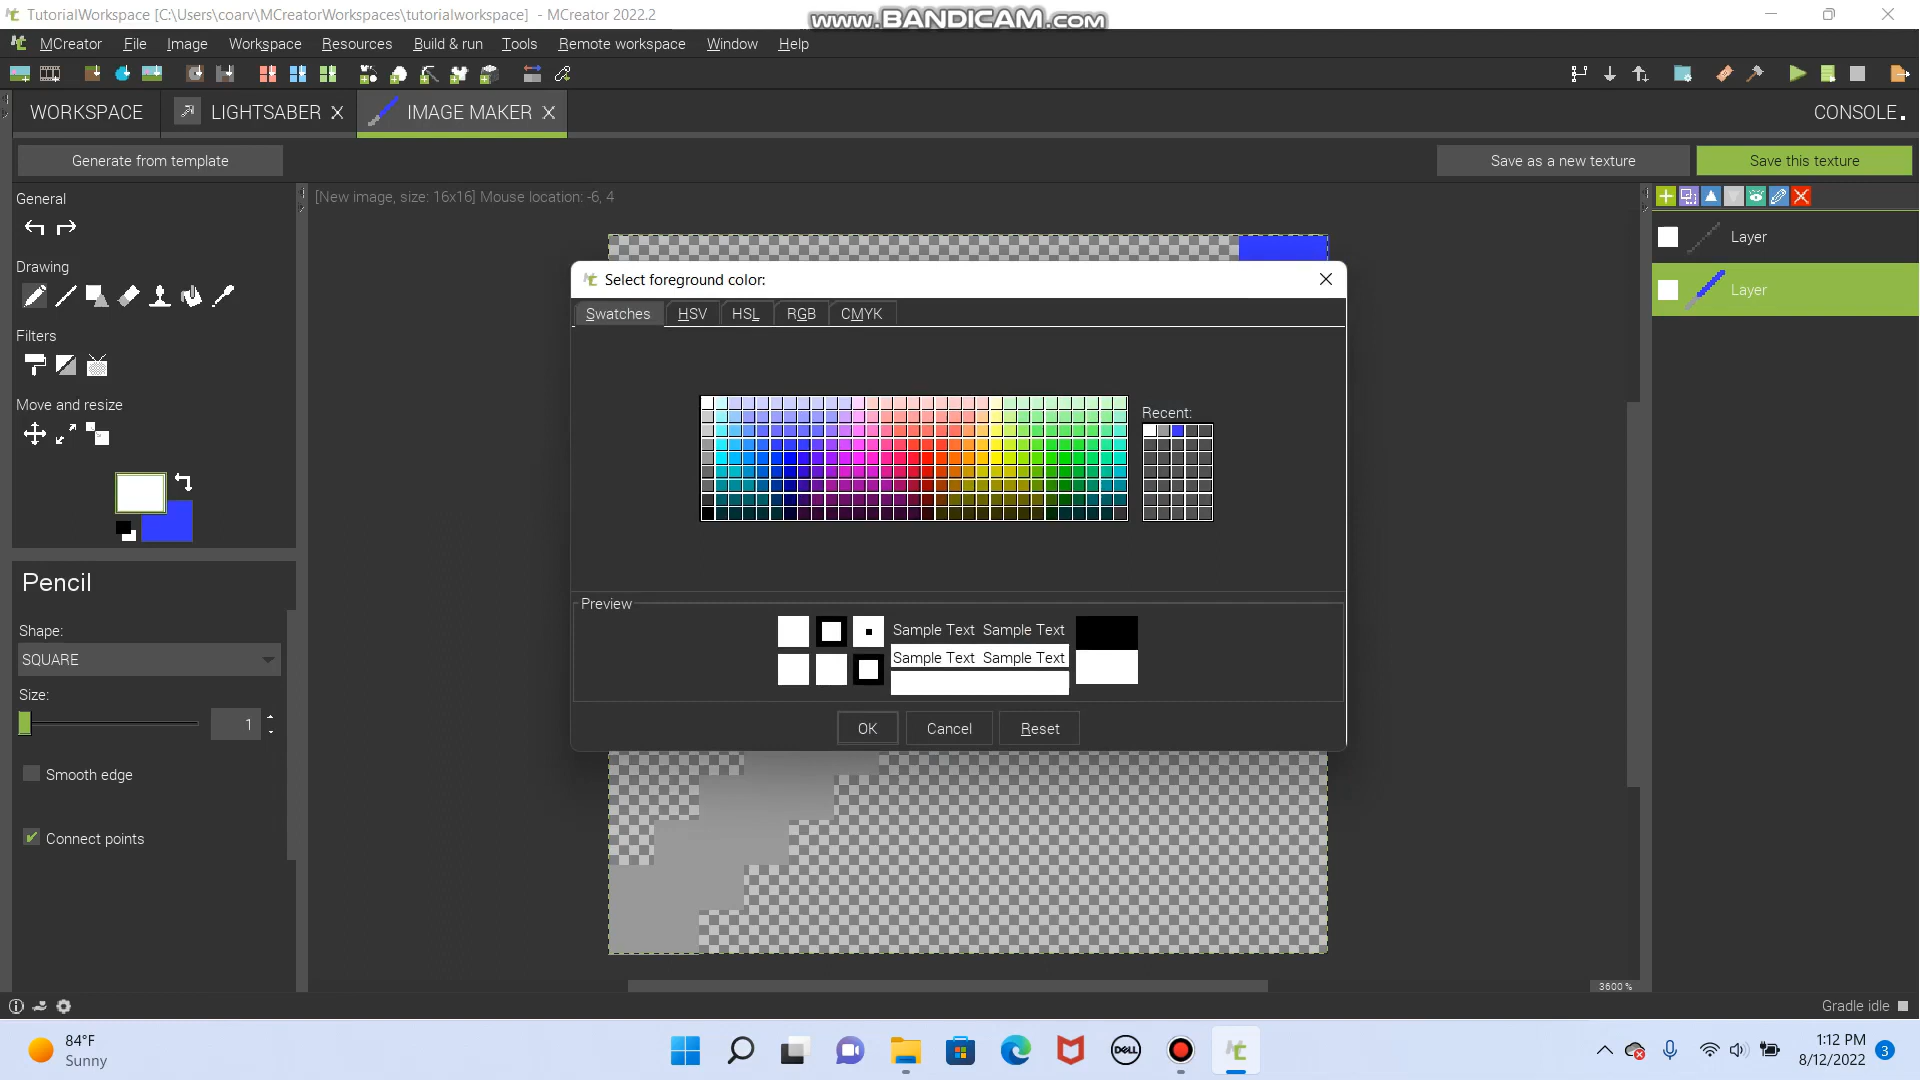 TutorialWorkspace [C:\Users\coarv\MCreatorWorkspaces\tutorialworkspace] - MCreator 2022.2
www.BANDICAM.com
MCreator File Image Workspace Resources Build & run Tools Remote workspace Window Help
WORKSPACE LIGHTSABER IMAGE MAKER CONSOLE
Generate from template Save as a new texture Save this texture
General
[New image, size: 16x16] Mouse location: -6, 4
Layer
Drawing
Select foreground color:
Layer
Swatches HSV HSL RGB CMYK
Filters
Move and resize
Recent:
Pencil
Preview
Shape:
Sample Text Sample Text
SQUARE
Sample Text Sample Text
Size:
1
OK Cancel Reset
Smooth edge
Connect points
3600 %
Gradle idle
84°F
Sunny
DELL
1:12 PM
8/12/2022
3